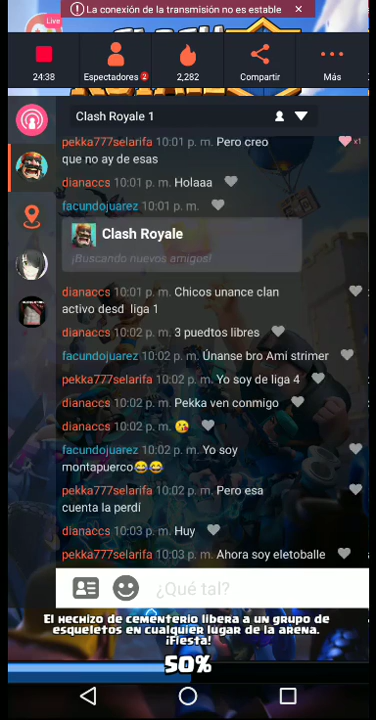 Live
La conexión de la transmisión no es estable ×
24:38 Espectadores 2 2,282 Compartir Más
Clash Royale 1
pekka777selarifa 10:01 p. m. Pero creo x1
que no ay de esas
dianaccs 10:01 p. m. Holaaa
facundojuarez 10:01 p. m.
Clash Royale
¡Buscando nuevos amigos!
dianaccs 10:01 p. m. Chicos unance clan
activo desd liga 1
dianaccs 10:02 p. m. 3 puedtos libres
facundojuarez 10:02 p. m. Únanse bro Ami strimer
pekka777selarifa 10:02 p. m. Yo soy de liga 4
dianaccs 10:02 p. m. Pekka ven conmigo
dianaccs 10:02 p. m. 😘
facundojuarez 10:02 p. m. Yo soy
montapuerco😂😂
pekka777selarifa 10:02 p. m. Pero esa
cuenta la perdí
dianaccs 10:03 p. m. Huy
pekka777selarifa 10:03 p. m. Ahora soy eletoballe
¿Qué tal?
El hechizo de cementerio libera a un grupo de
esqueletos en cualquier lugar de la arena.
¡Fiesta!
50%